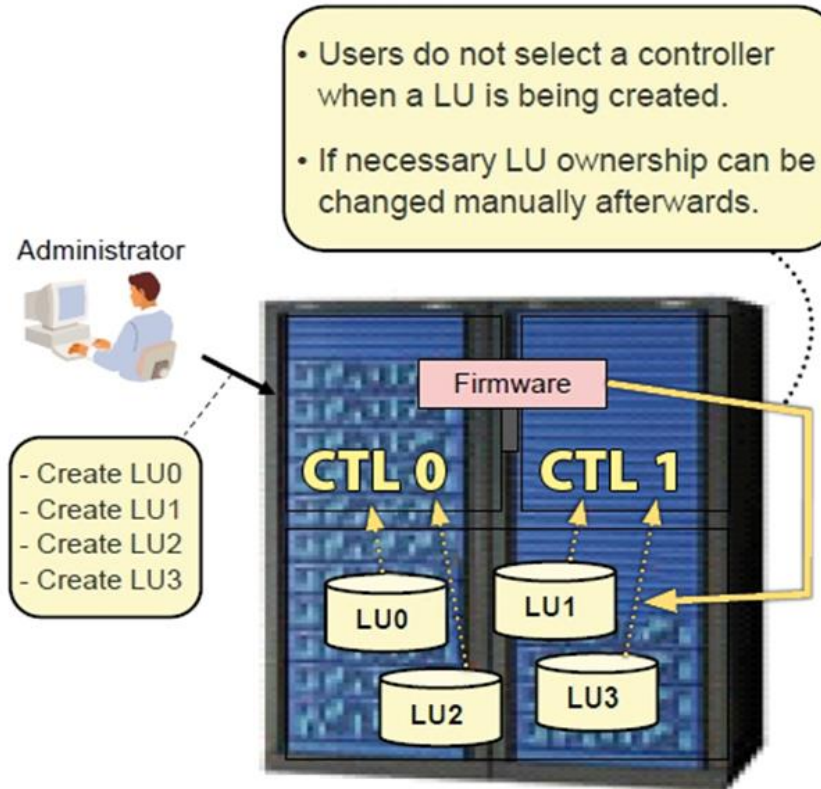 • Users do not select a controller
when a LU is being created.
• If necessary LU ownership can be
changed manually afterwards.
Administrator
Firmware
- Create LU0
- Create LU1
- Create LU2
- Create LU3
CTL 0
CTL 1
LU0
LU1
LU2
LU3